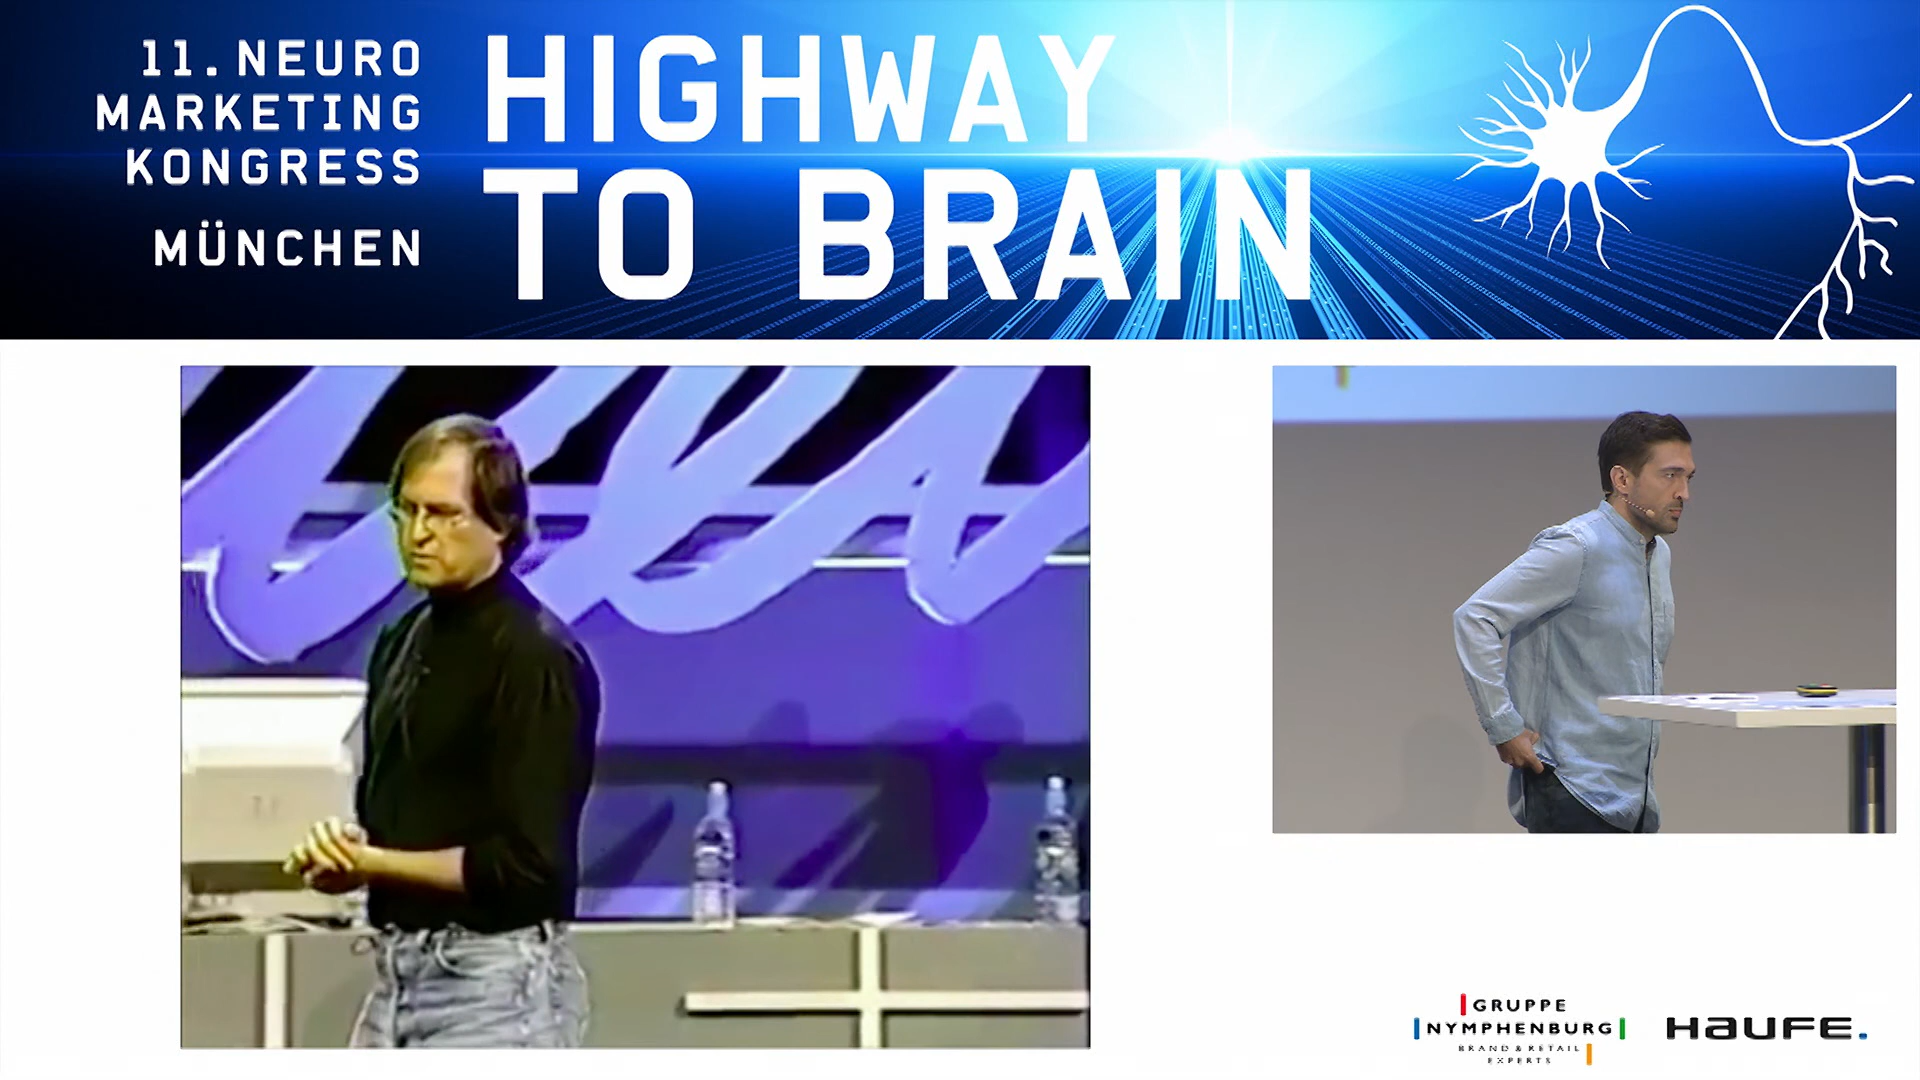 11. NEURO
MARKETING
KONGRESS
MÜNCHEN
HIGHWAY
TO BRAIN
GRUPPE
NYMPHENBURG
BRAND & RETAIL
EXPERTS
HAUFE.